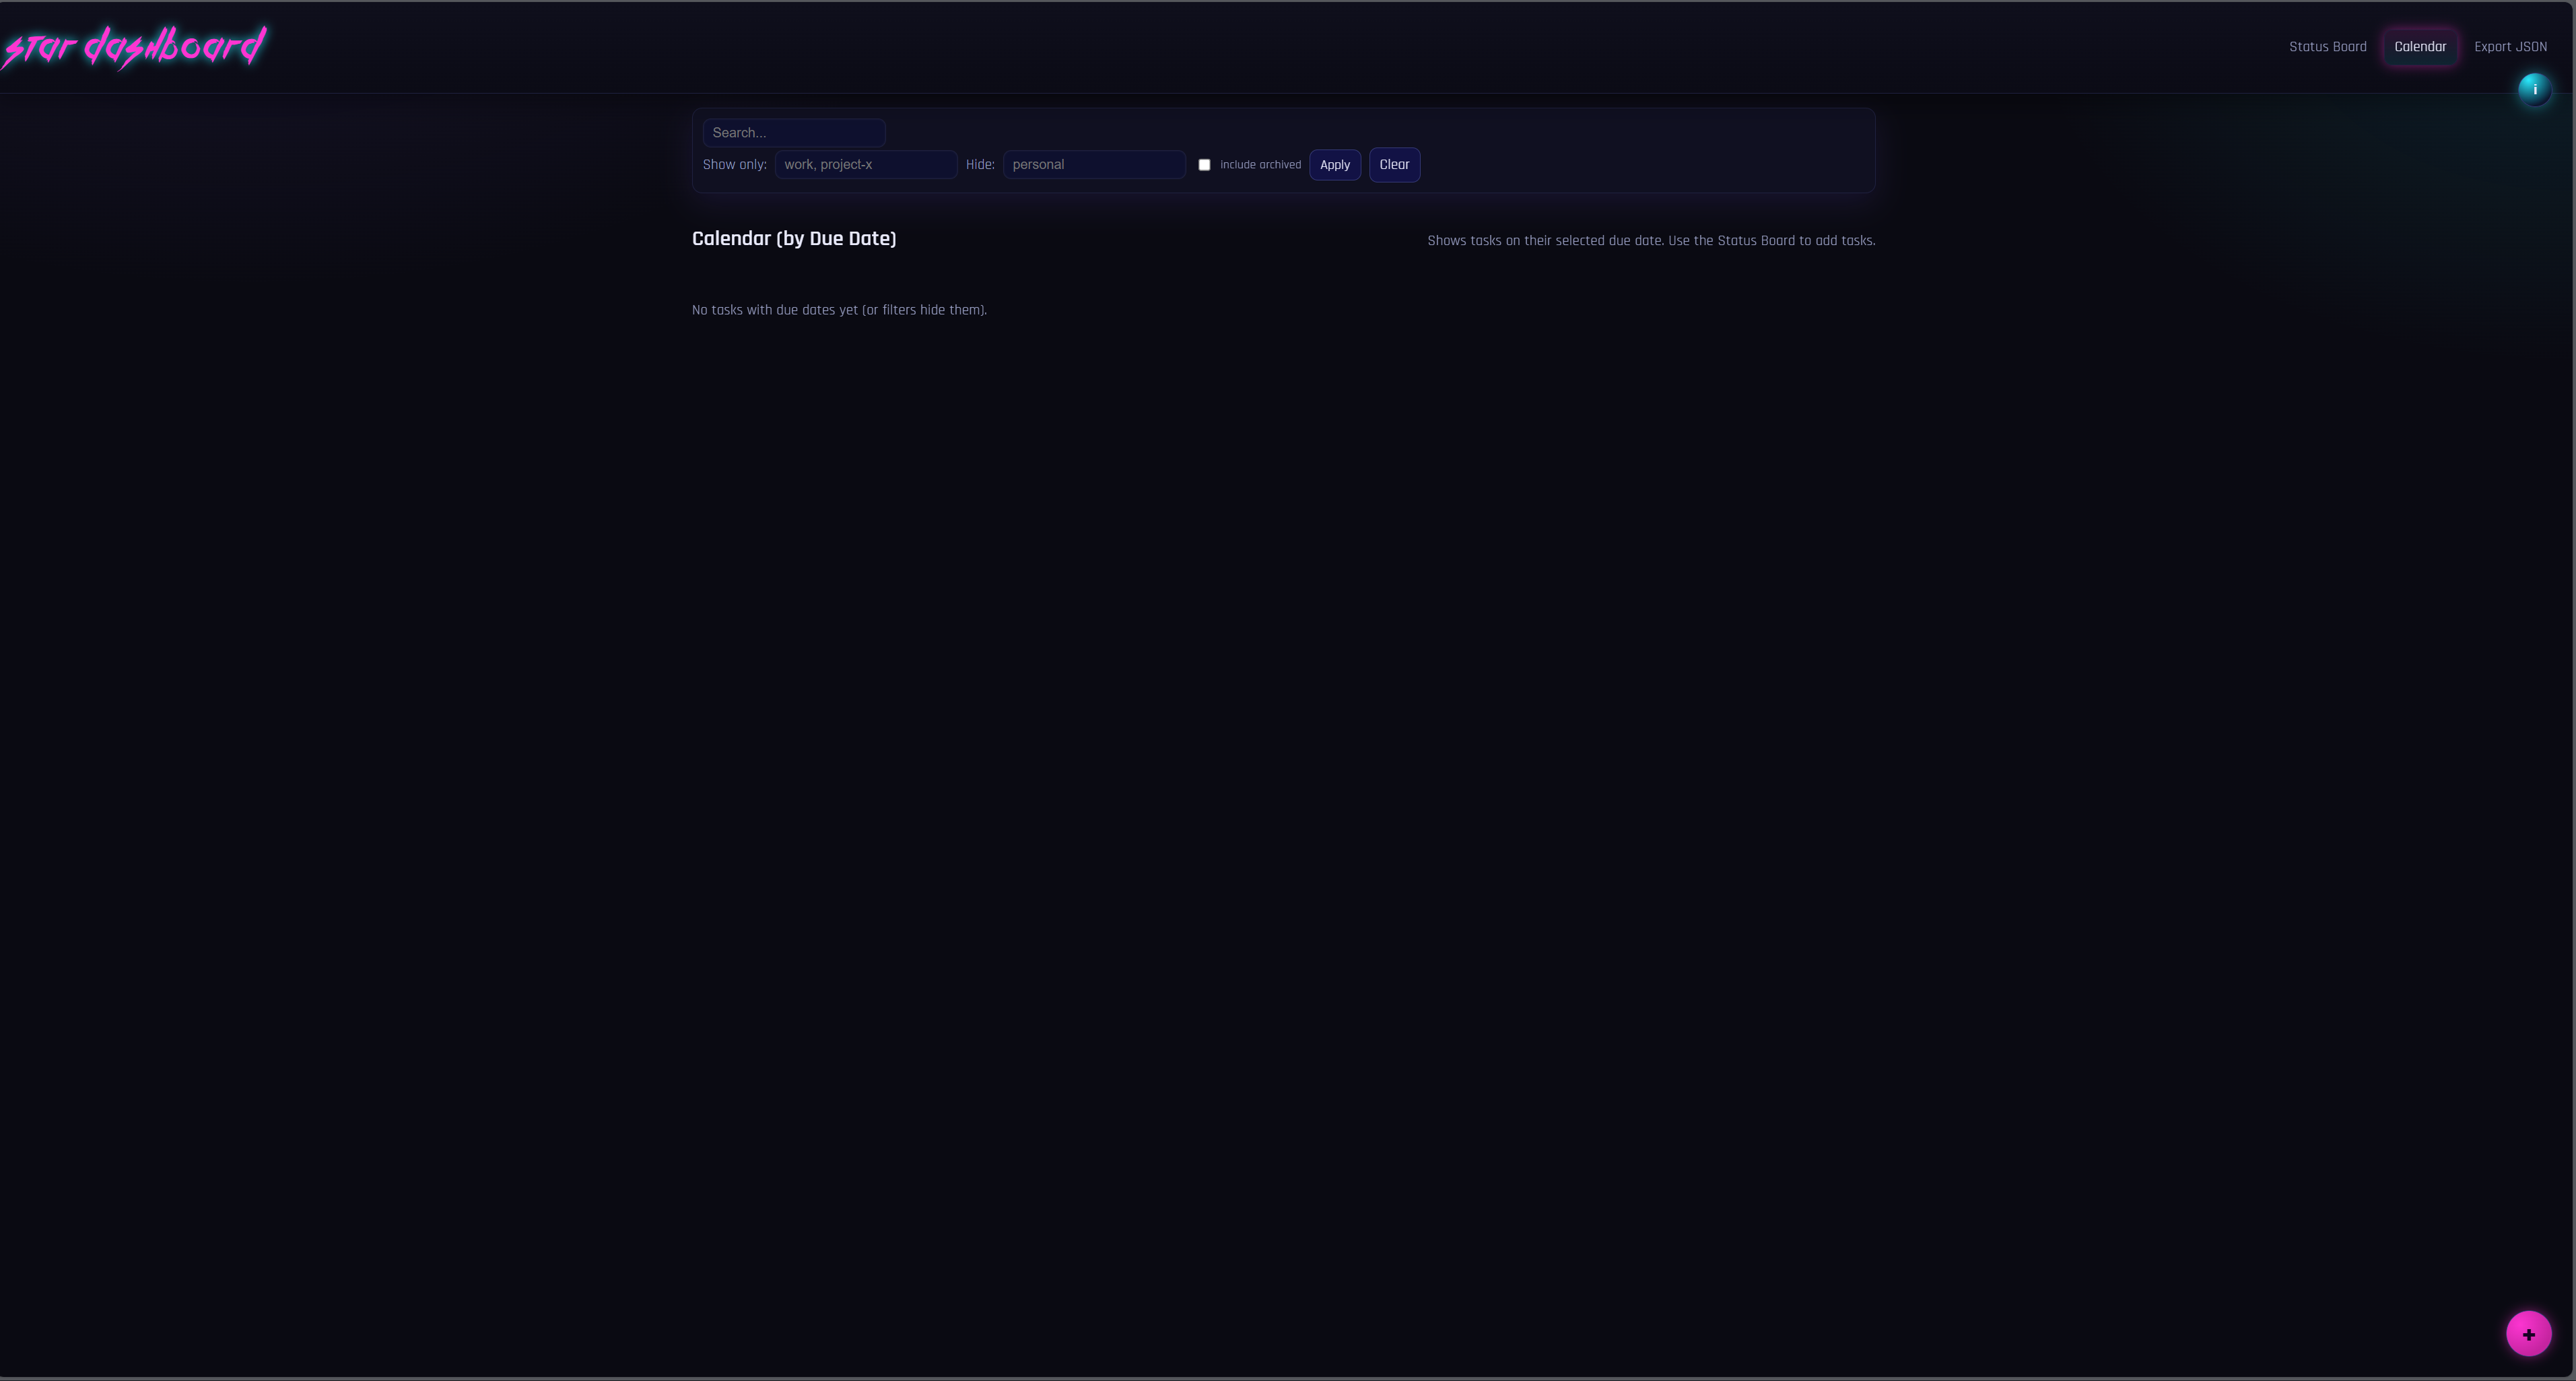 star dashboard
Status Board Calendar Export JSON
i
Search...
Show only: work, project-x Hide: personal include archived Apply Clear
Calendar (by Due Date)
Shows tasks on their selected due date. Use the Status Board to add tasks.
No tasks with due dates yet (or filters hide them).
+